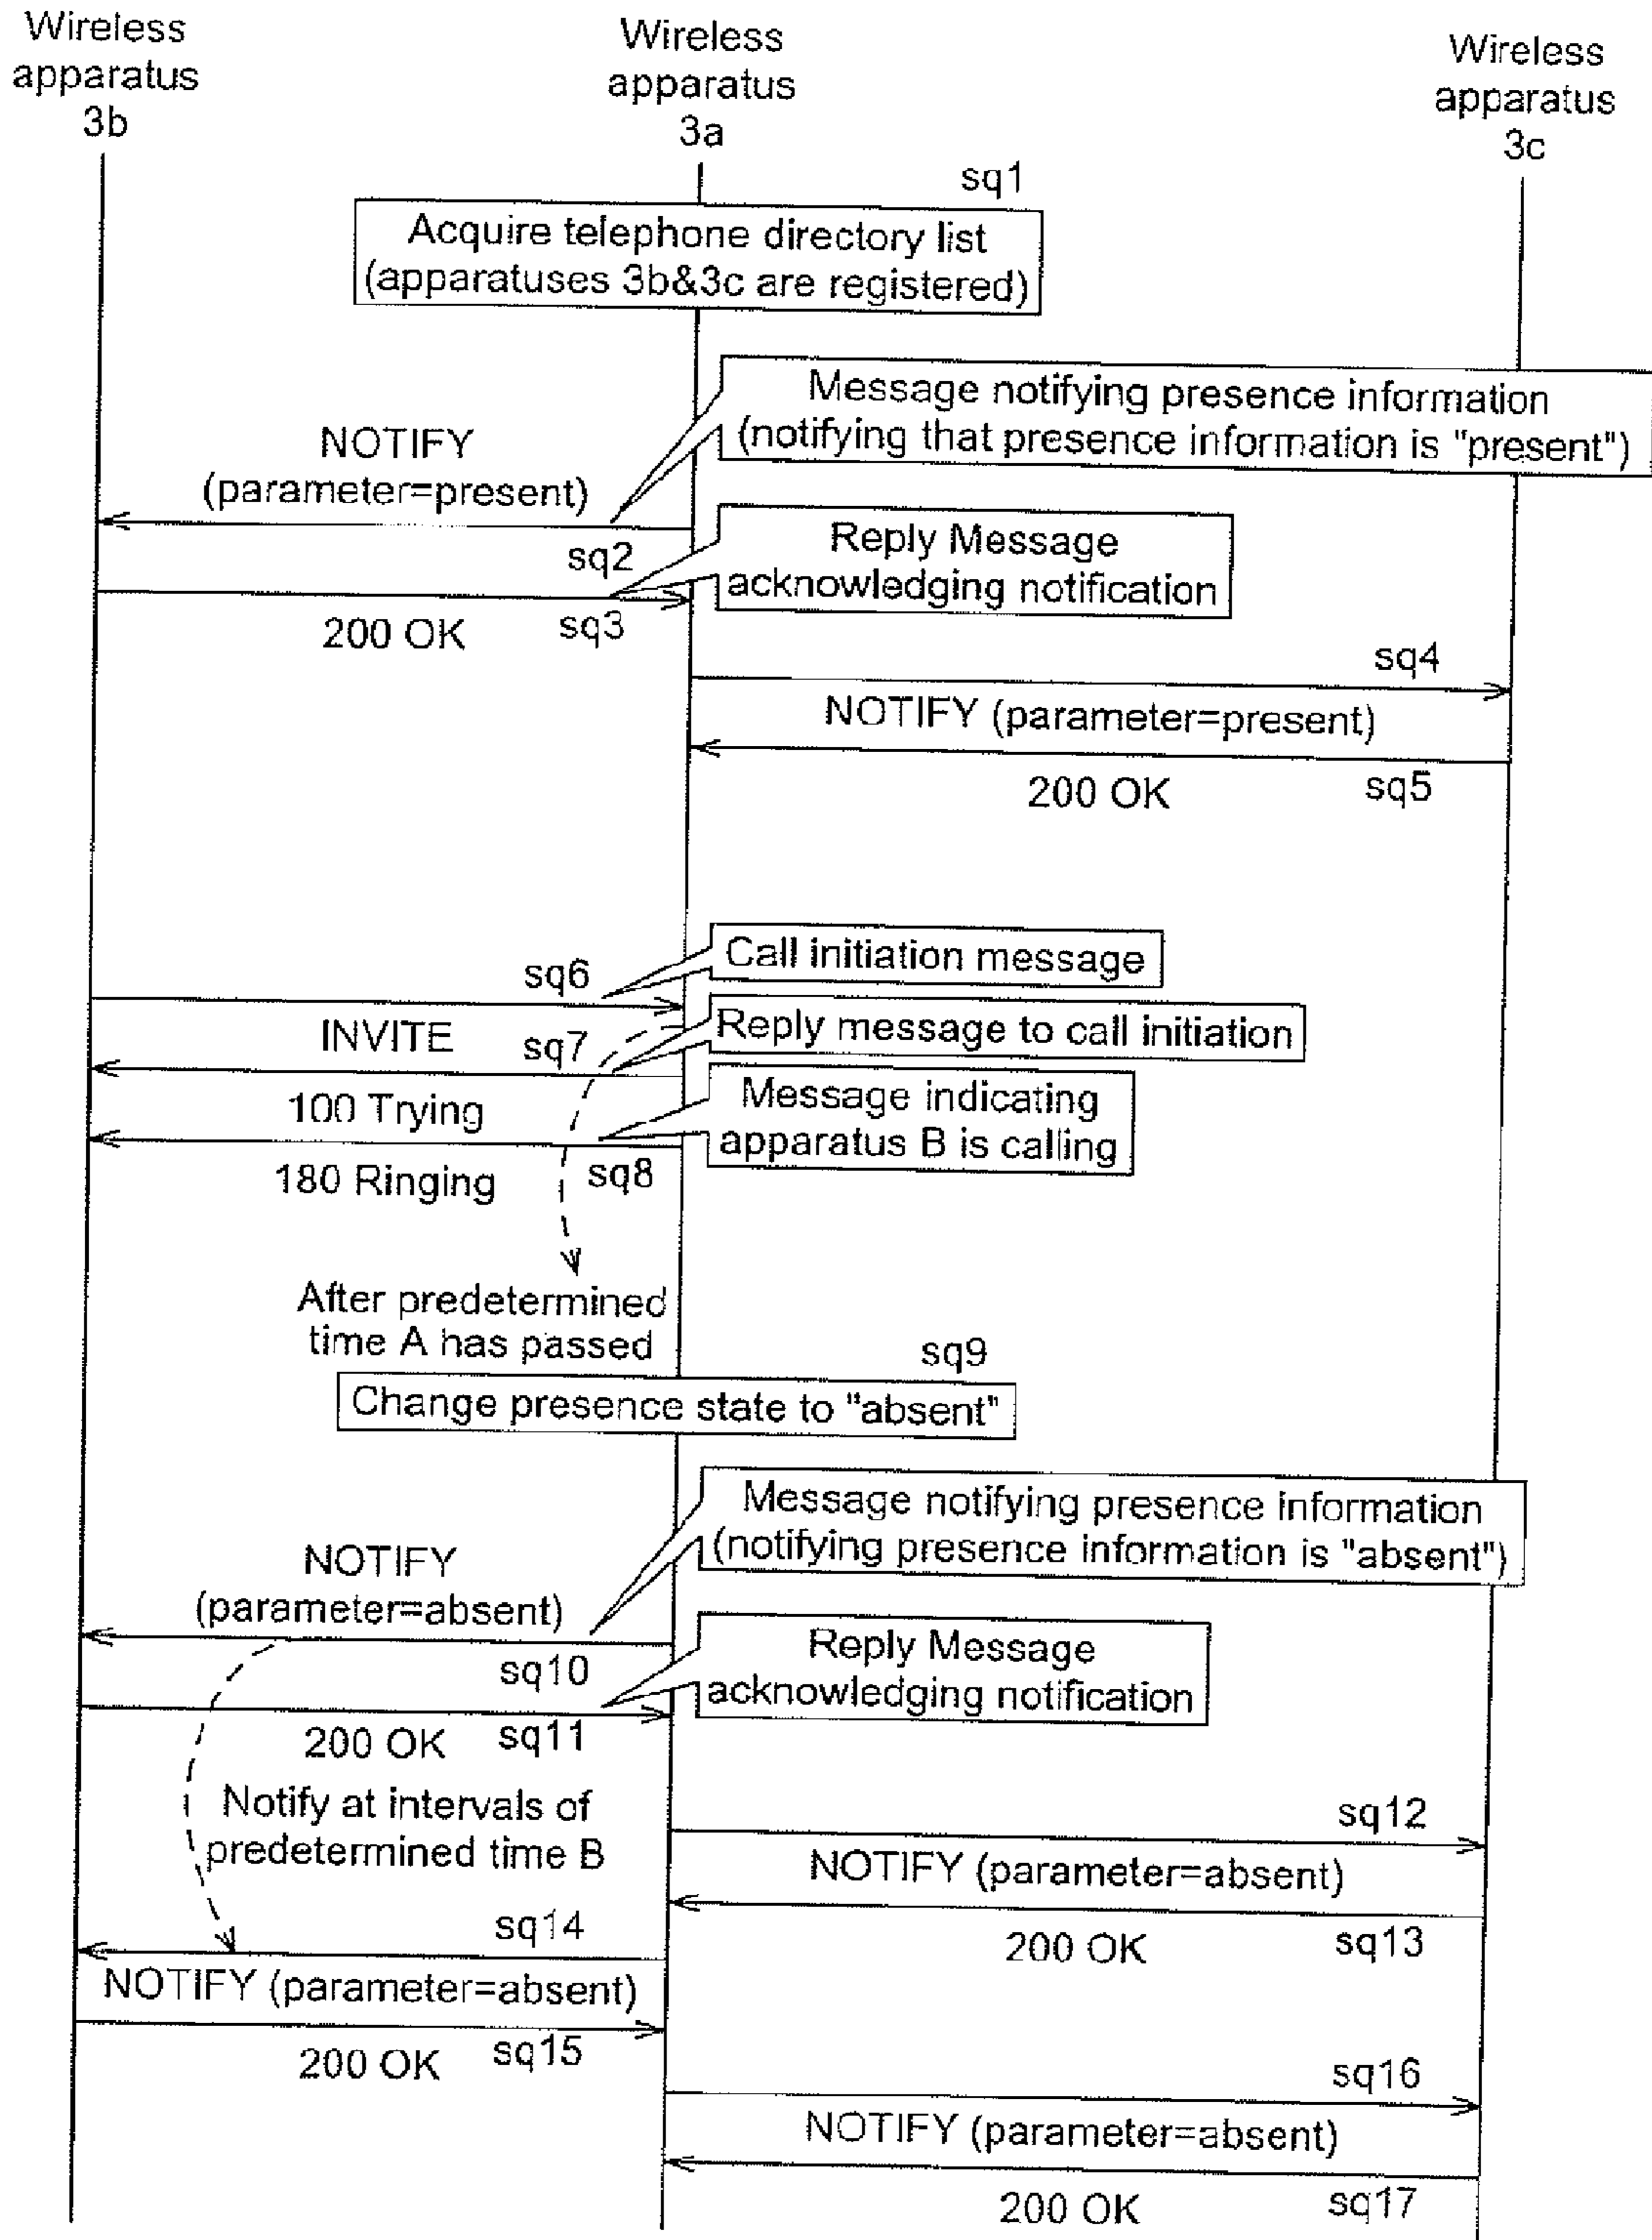 Wireless
apparatus
3b
Wireless
apparatus
3a
Wireless
apparatus
3c
sq1
Acquire telephone directory list
(apparatuses 3b&3c are registered)
Message notifying presence information
(notifying that presence information is "present")
NOTIFY
(parameter=present)
sq2
Reply Message
acknowledging notification
200 OK
sq3
sq4
NOTIFY (parameter=present)
200 OK
sq5
Call initiation message
sq6
INVITE
Reply message to call initiation
sq7
100 Trying
Message indicating
apparatus B is calling
180 Ringing
sq8
After predetermined
time A has passed
sq9
Change presence state to "absent"
Message notifying presence information
(notifying presence information is "absent")
NOTIFY
(parameter=absent)
sq10
Reply Message
acknowledging notification
200 OK
sq11
Notify at intervals of
predetermined time B
sq12
NOTIFY (parameter=absent)
200 OK
sq13
sq14
NOTIFY (parameter=absent)
200 OK
sq15
sq16
NOTIFY (parameter=absent)
200 OK
sq17